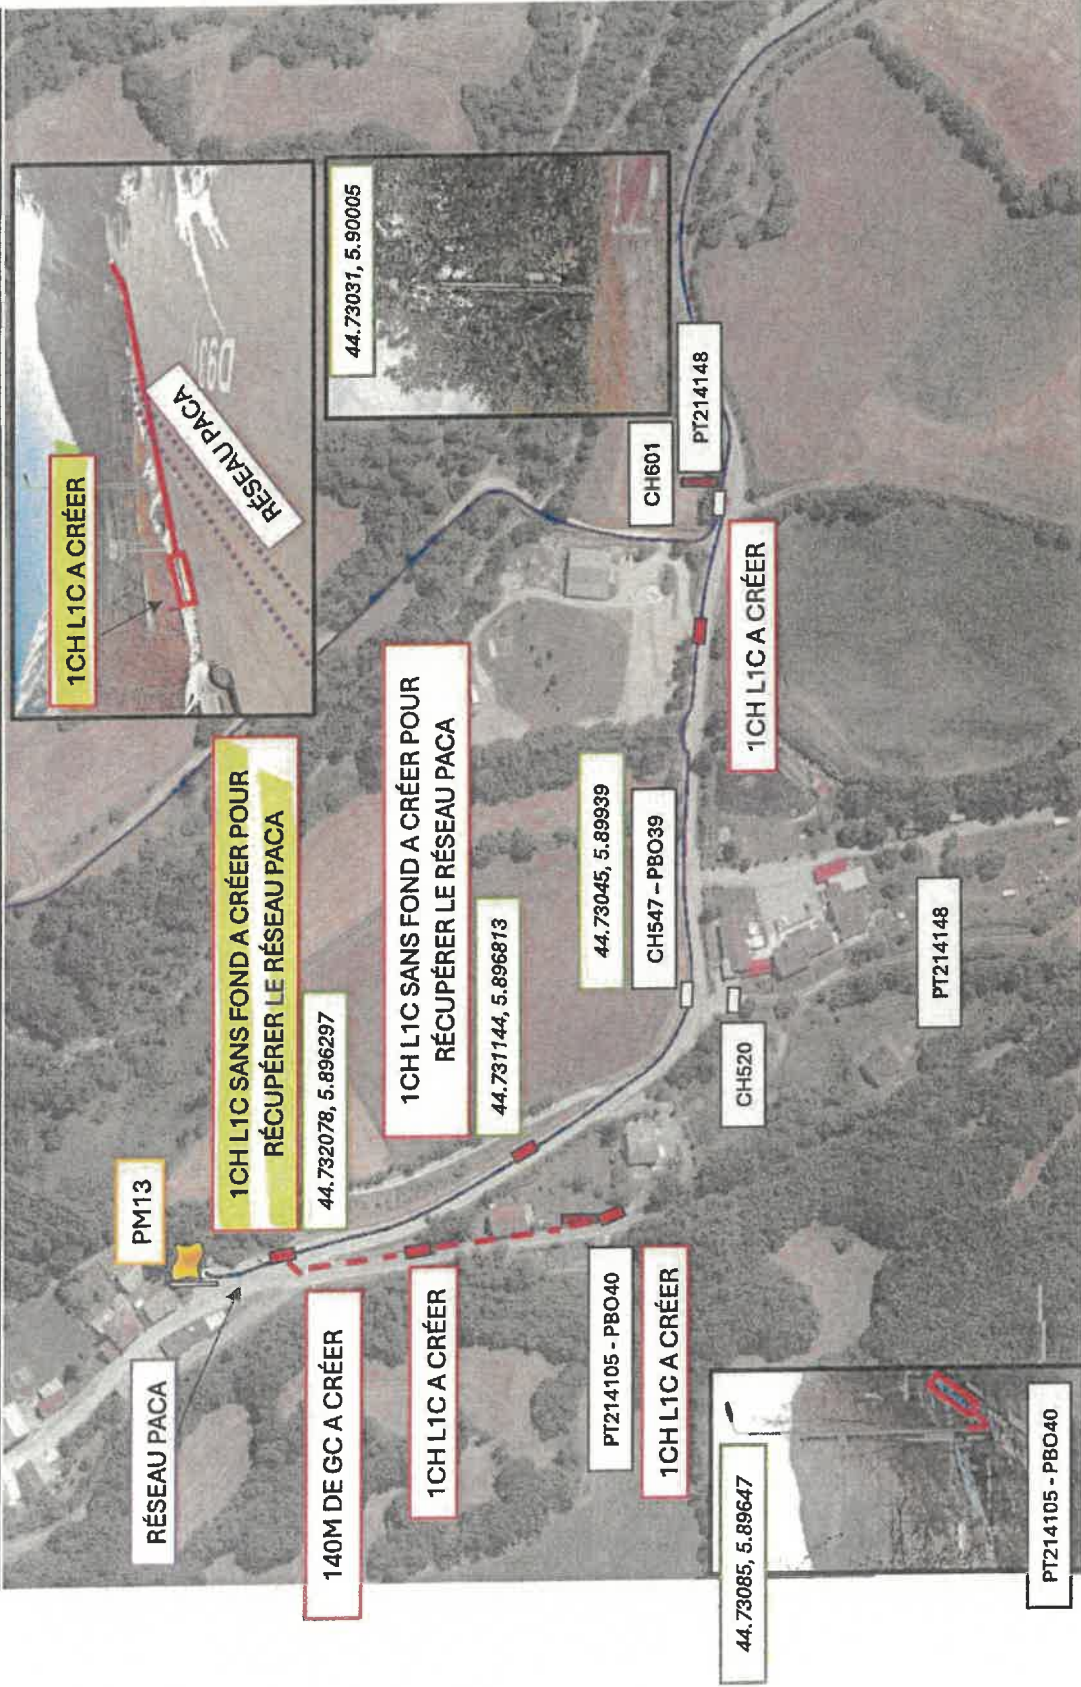 RÉSEAU PACA
PM13
1CH L1C SANS FOND A CRÉER POUR
RÉCUPÉRER LE RÉSEAU PACA
44.732078, 5.896297
1CH L1C A CRÉER
RÉSEAU PACA
D937
140M DE GC A CRÉER
1CH L1C A CRÉER
1CH L1C SANS FOND A CRÉER POUR
RÉCUPÉRER LE RÉSEAU PACA
44.731144, 5.896813
44.73031, 5.90005
PT214105 - PBO40
1CH L1C A CRÉER
44.73045, 5.89939
CH547 – PBO39
CH601
PT214148
CH520
1CH L1C A CRÉER
44.73085, 5.89647
PT214148
PT214105 - PBO40